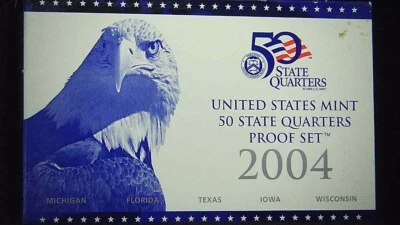 50
STATE
QUARTERS
UNITED STATES MINT
50 STATE QUARTERS
PROOF SET™
2004
MICHIGAN FLORIDA TEXAS IOWA WISCONSIN